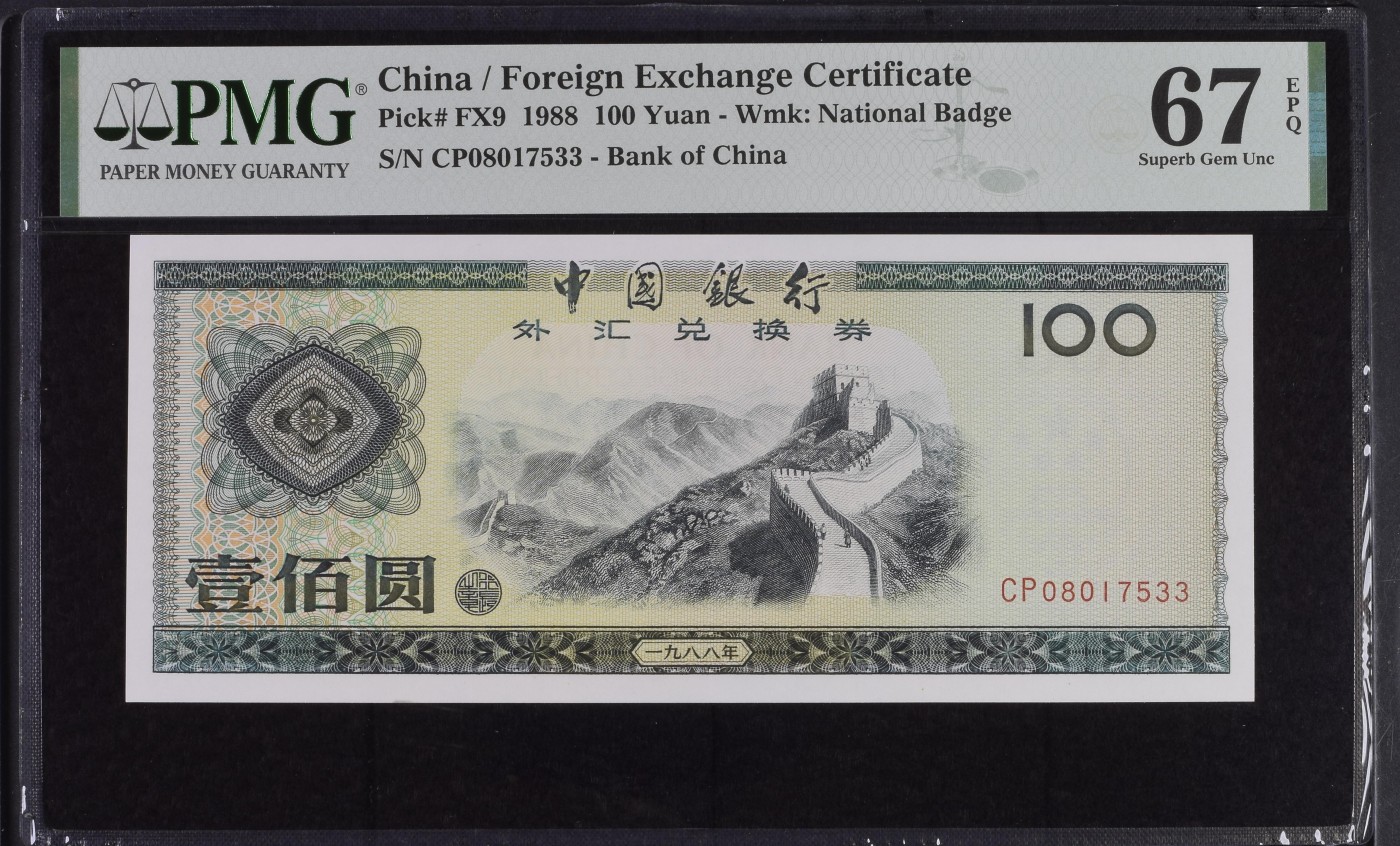 PMG®
PAPER MONEY GUARANTY
China / Foreign Exchange Certificate
Pick# FX9 1988 100 Yuan - Wmk: National Badge
S/N CP08017533 - Bank of China
67
EPQ
Superb Gem Unc
中國銀行
外汇兑换券
100
壹佰圆
CP08017533
一九八八年